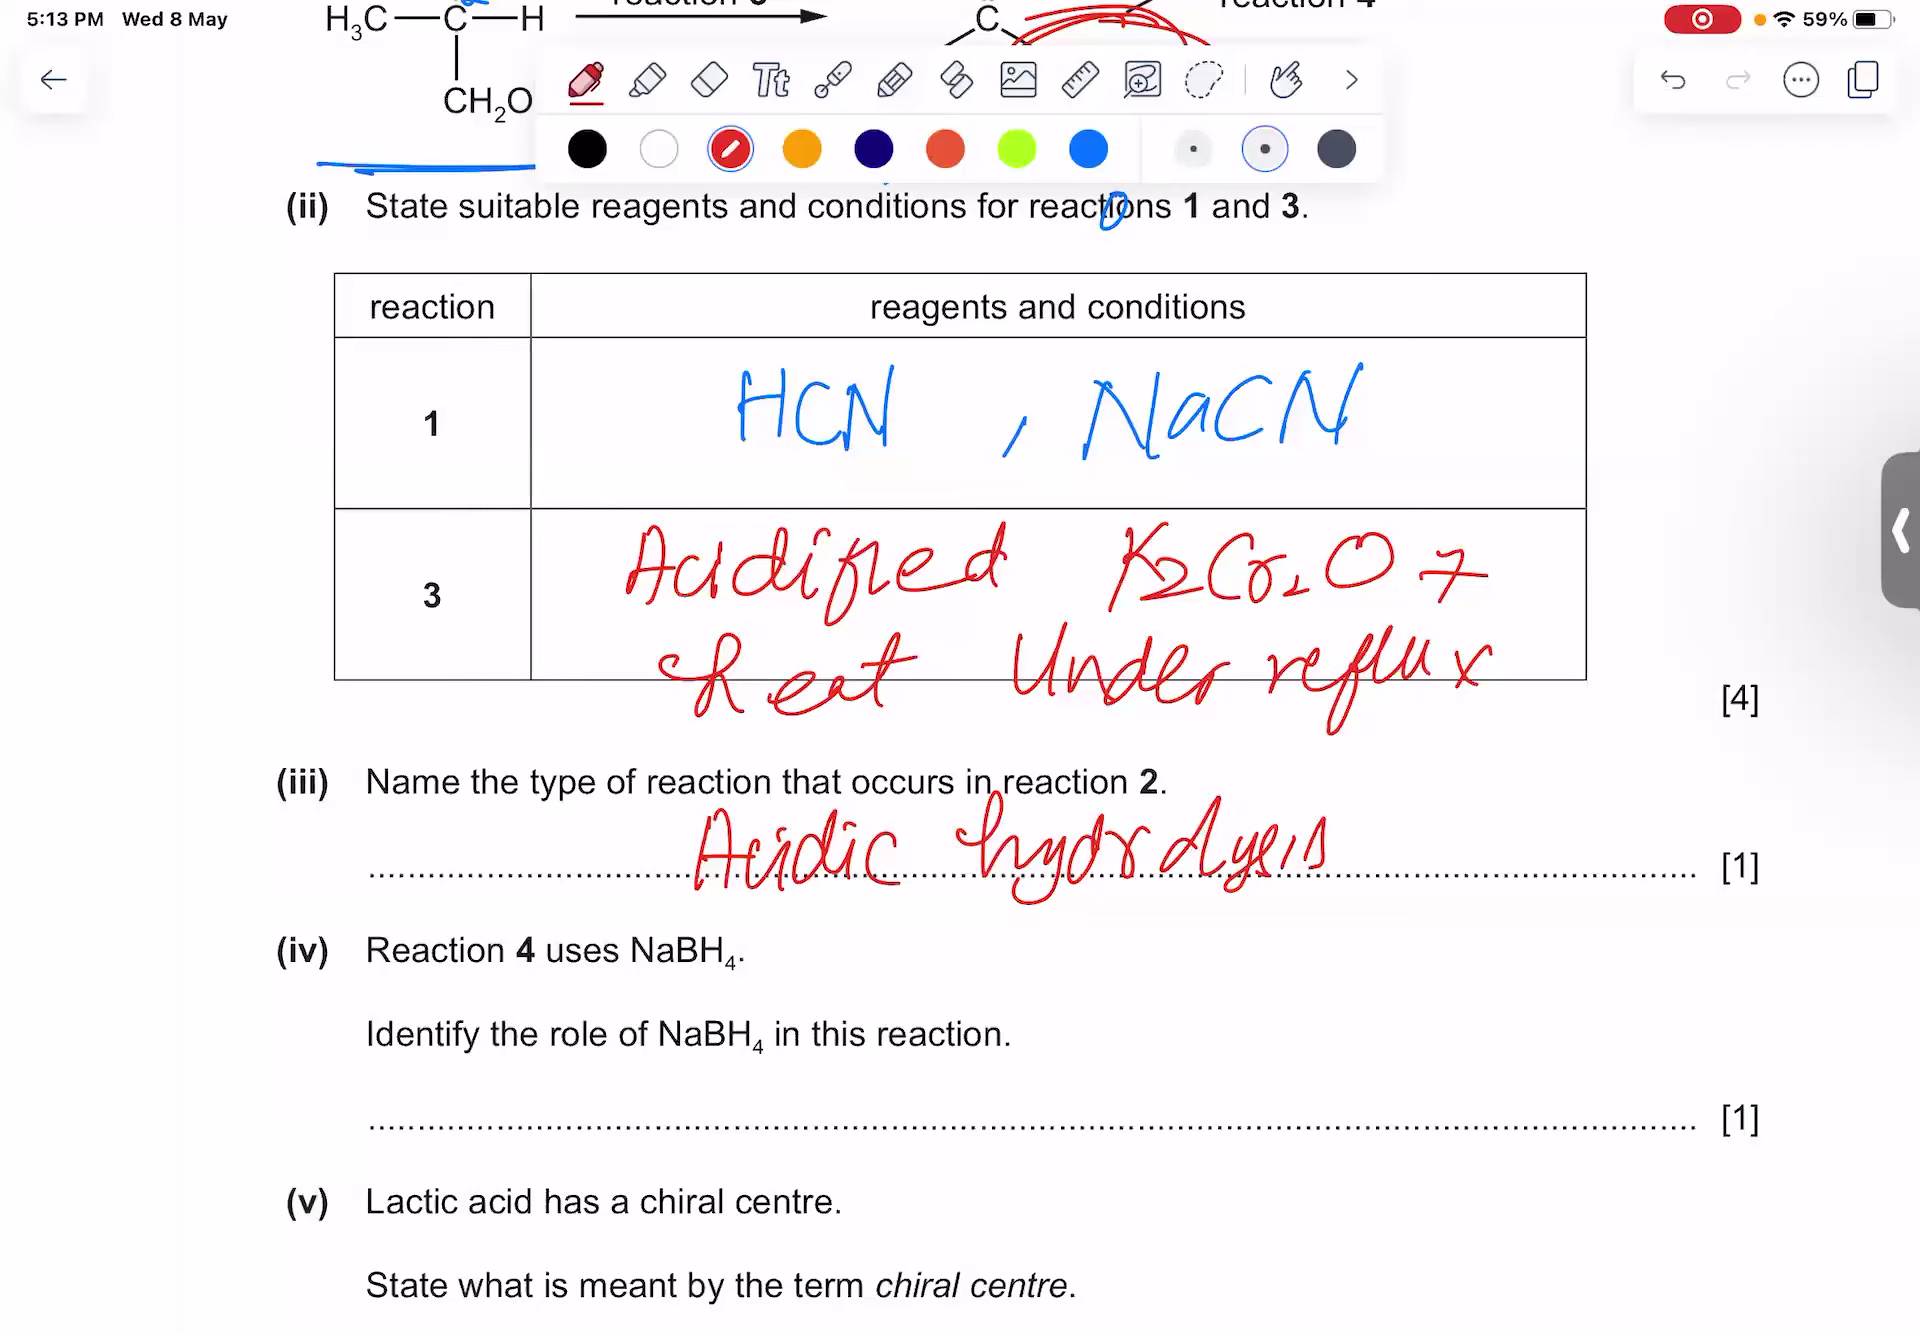 5:13 PM Wed 8 May
59%
H₃C—C—H
CH₂O
Tt
(ii) State suitable reagents and conditions for reactions 1 and 3.
reaction reagents and conditions
1 HCN , NaCN
3 Acidified K₂Cr₂O7
heat Under reflux
[4]
(iii) Name the type of reaction that occurs in reaction 2.
Acidic hydrolysis [1]
(iv) Reaction 4 uses NaBH₄.
Identify the role of NaBH₄ in this reaction.
[1]
(v) Lactic acid has a chiral centre.
State what is meant by the term chiral centre.